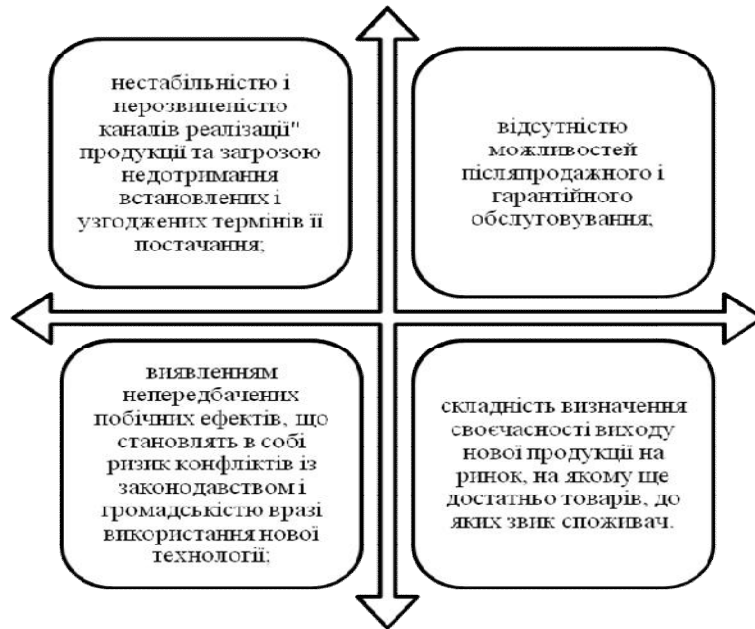 нестабільністю і
нерозвиненістю
каналів реалізації"
продукції та загрозою
недотримання
встановлених і
узгоджених термінів її
постачання;
відсутністю
можливостей
післяпродажного і
гарантійного
обслуговування;
виявленням
непередбачених
побічних ефектів, що
становлять в собі
ризик конфліктів із
законодавством і
громадськістю вразі
використання нової
технології;
складність визначення
своєчасності виходу
нової продукції на
ринок, на якому ще
достатньо товарів, до
яких звик споживач.